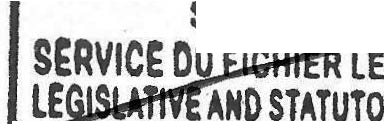 SERVICE DU FICHIER LE
LEGISLATIVE AND STATUTO